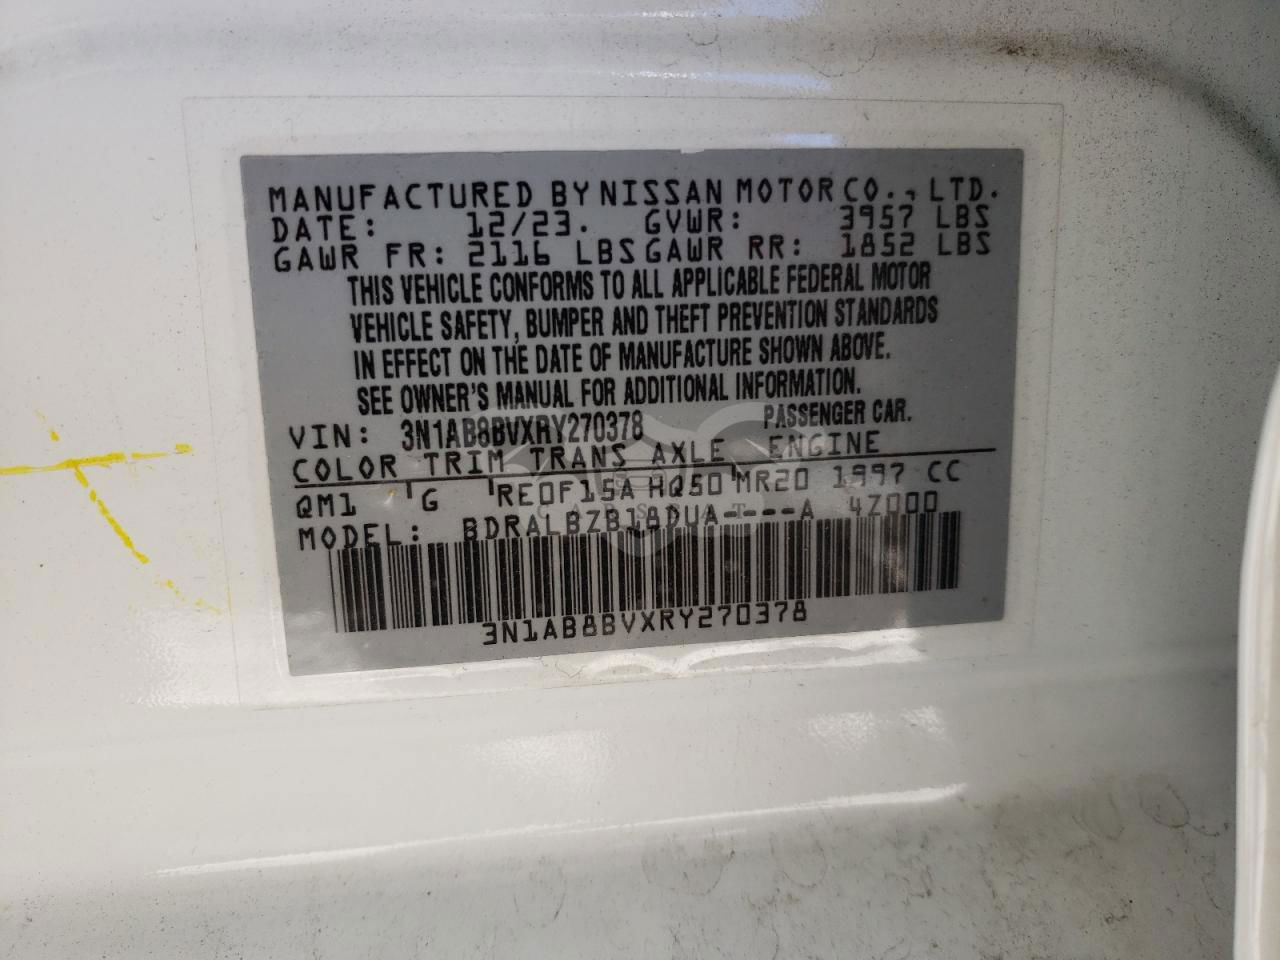 MANUFACTURED BY NISSAN MOTOR CO., LTD.
DATE: 12/23. GVWR: 3957 LBS
GAWR FR: 2116 LBS GAWR RR: 1852 LBS
THIS VEHICLE CONFORMS TO ALL APPLICABLE FEDERAL MOTOR
VEHICLE SAFETY, BUMPER AND THEFT PREVENTION STANDARDS
IN EFFECT ON THE DATE OF MANUFACTURE SHOWN ABOVE.
SEE OWNER'S MANUAL FOR ADDITIONAL INFORMATION.
VIN: 3N1AB8BVXRY270378 PASSENGER CAR.
COLOR TRIM TRANS AXLE ENGINE
QM1 G RE0F15A HQ50 MR20 1997 CC
MODEL: BDRALBZB18DUA----A 4Z000
3N1AB8BVXRY270378